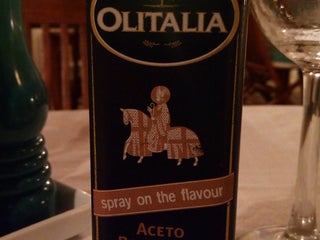 OLITALIA
spray on the flavour
ACETO